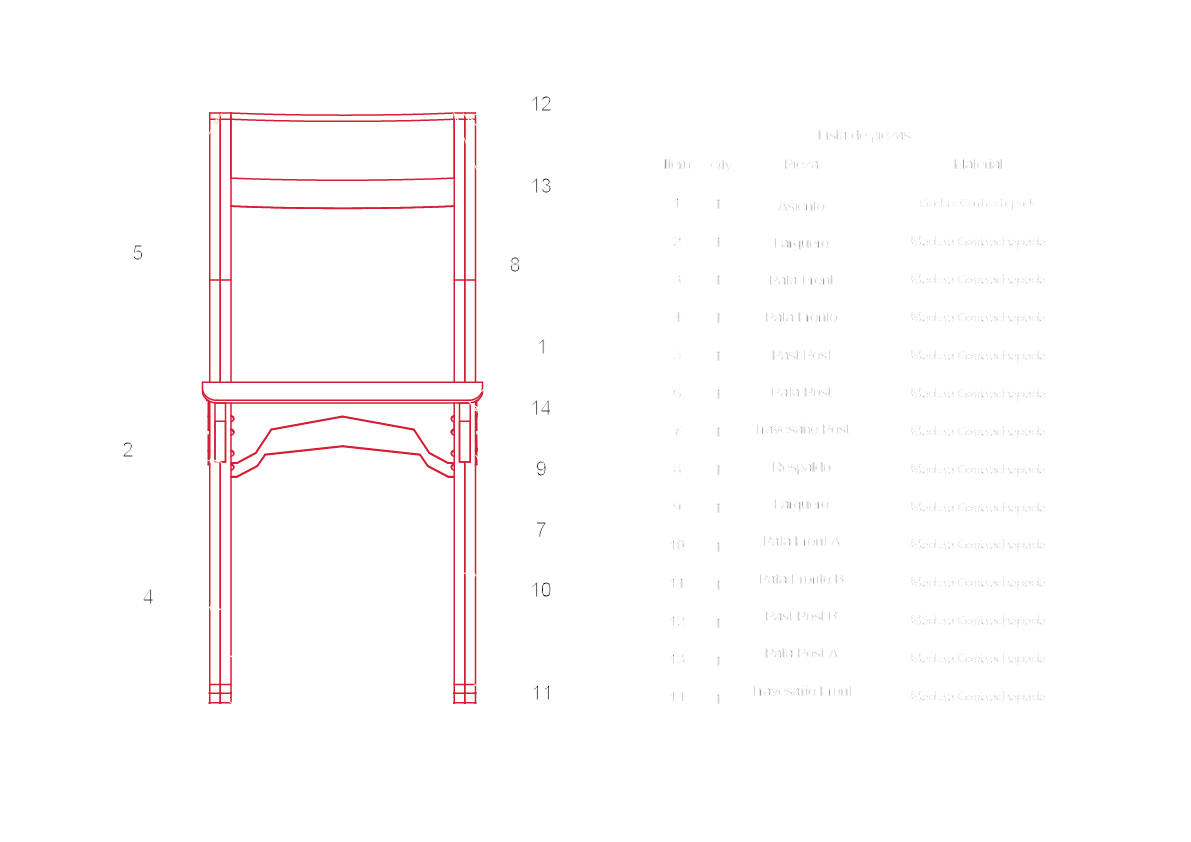 12
13
5
8
1
14
2
9
7
4
10
11
Lista de piezas
Item Qty Pieza Material
1 1 Asiento
2 1 Larguero Madera Contrachapada
3 1 Pata Front Madera Contrachapada
4 1 Pata Fronto Madera Contrachapada
5 1 Post Madera Contrachapada
6 1 Pata Post Madera Contrachapada
7 1 Travesaño Post Madera Contrachapada
8 1 Respaldo Madera Contrachapada
9 1 Larguero Madera Contrachapada
10 1 Pata Front A Madera Contrachapada
11 1 Pata Fronto B Madera Contrachapada
12 1 Post B Madera Contrachapada
13 1 Pata Post A Madera Contrachapada
14 1 Travesaño Front Madera Contrachapada